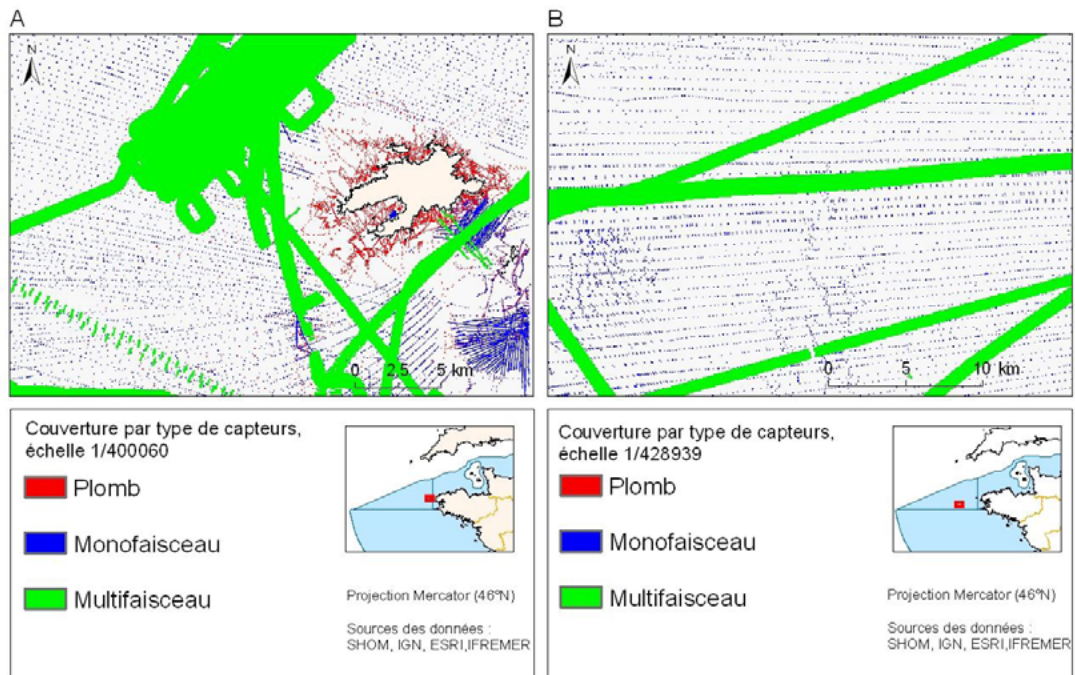 A
N
0 2,5 5 km
Couverture par type de capteurs,
échelle 1/400060
Plomb
Monofaisceau
Multifaisceau
Projection Mercator (46°N)
Sources des données :
SHOM, IGN, ESRI,IFREMER
B
N
0 5 10 km
Couverture par type de capteurs,
échelle 1/428939
Plomb
Monofaisceau
Multifaisceau
Projection Mercator (46°N)
Sources des données :
SHOM, IGN, ESRI,IFREMER